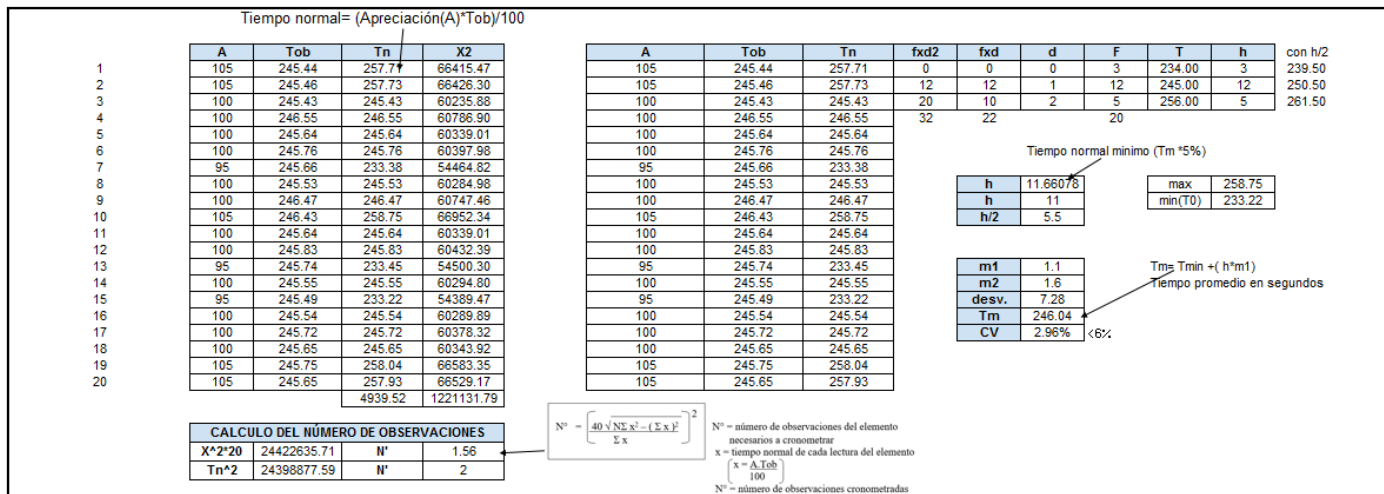 Tiempo normal= (Apreciación(A)*Tob)/100
A Tob Tn X2 A Tob Tn fxd2 fxd d F T h con h/2
1 105 245.44 257.71 66415.47 105 245.44 257.71 0 0 0 3 234.00 3 239.50
2 105 245.46 257.73 66426.30 105 245.46 257.73 12 12 1 12 245.00 12 250.50
3 100 245.43 245.43 60235.88 100 245.43 245.43 20 10 2 5 256.00 5 261.50
4 100 246.55 246.55 60786.90 100 246.55 246.55 32 22 20
5 100 245.64 245.64 60339.01 100 245.64 245.64
6 100 245.76 245.76 60397.98 100 245.76 245.76 Tiempo normal minimo (Tm *5%)
7 95 245.66 233.38 54464.82 95 245.66 233.38
8 100 245.53 245.53 60284.98 100 245.53 245.53 h 11.66078 max 258.75
9 100 246.47 246.47 60747.46 100 246.47 246.47 h 11 min(T0) 233.22
10 105 246.43 258.75 66952.34 105 246.43 258.75 h/2 5.5
11 100 245.64 245.64 60339.01 100 245.64 245.64
12 100 245.83 245.83 60432.39 100 245.83 245.83
13 95 245.74 233.45 54500.30 95 245.74 233.45 m1 1.1 Tm= Tmin +( h*m1)
14 100 245.55 245.55 60294.80 100 245.55 245.55 m2 1.6 Tiempo promedio en segundos
15 95 245.49 233.22 54389.47 95 245.49 233.22 desv. 7.28
16 100 245.54 245.54 60289.89 100 245.54 245.54 Tm 246.04
17 100 245.72 245.72 60378.32 100 245.72 245.72 CV 2.96% <6%
18 100 245.65 245.65 60343.92 100 245.65 245.65
19 105 245.75 258.04 66583.35 105 245.75 258.04
20 105 245.65 257.93 66529.17 105 245.65 257.93
4939.52 1221131.79
CALCULO DEL NÚMERO DE OBSERVACIONES
X^2*20 24422635.71 N' 1.56
Tn^2 24398877.59 N' 2
N° = (40 √NΣ x² – (Σ x)² / Σ x)²
N° = número de observaciones del elemento
necesarios a cronometrar
x = tiempo normal de cada lectura del elemento
(x = A.Tob / 100)
N° = número de observaciones cronometradas